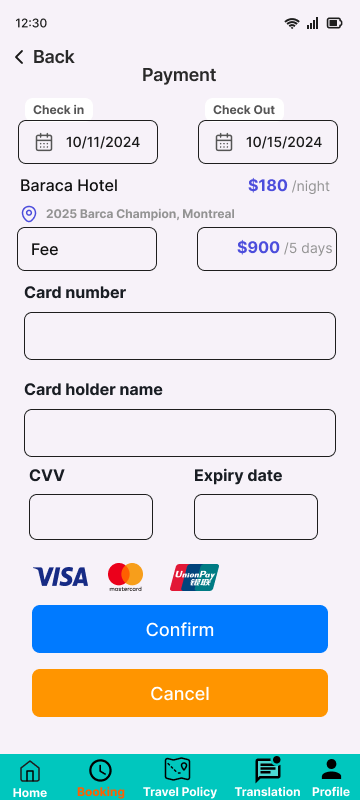 12:30
Back
Payment
Check in
Check Out
10/11/2024
10/15/2024
Baraca Hotel
$180 /night
2025 Barca Champion, Montreal
Fee
$900 /5 days
Card number
Card holder name
CVV
Expiry date
VISA
mastercard
UnionPay
银联
Confirm
Cancel
Home
Booking
Travel Policy
Translation
Profile